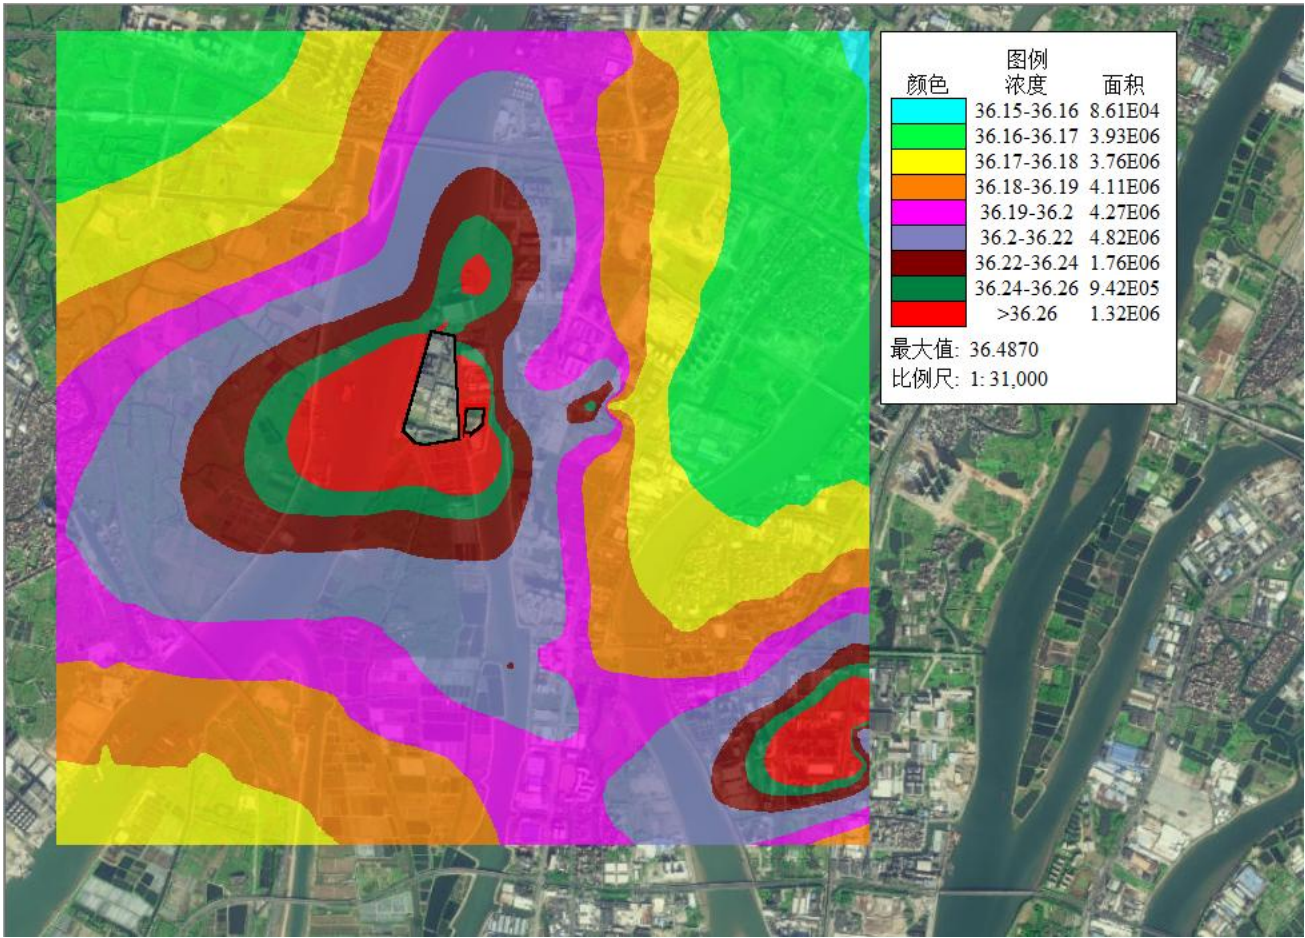 图例
颜色 浓度 面积
36.15-36.16 8.61E04
36.16-36.17 3.93E06
36.17-36.18 3.76E06
36.18-36.19 4.11E06
36.19-36.2 4.27E06
36.2-36.22 4.82E06
36.22-36.24 1.76E06
36.24-36.26 9.42E05
>36.26 1.32E06
最大值: 36.4870
比例尺: 1: 31,000